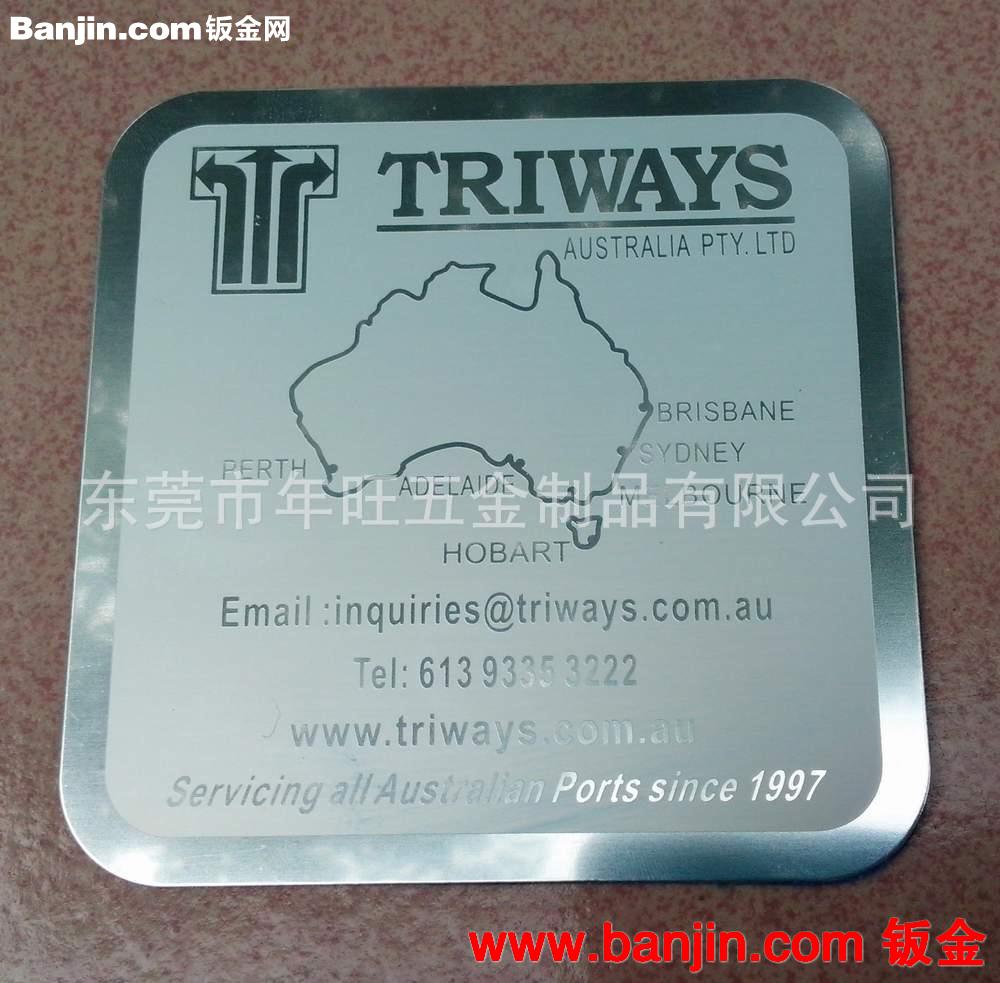 Banjin.com钣金网
TRIWAYS
AUSTRALIA PTY.LTD
BRISBANE
SYDNEY
PERTH
ADELAIDE
MELBOURNE
东莞市年旺五金制品有限公司
HOBART
Email :inquiries@triways.com.au
Tel: 613 9335 3222
www.triways.com.au
Servicing all Australian Ports since 1997
www.banjin.com 钣金